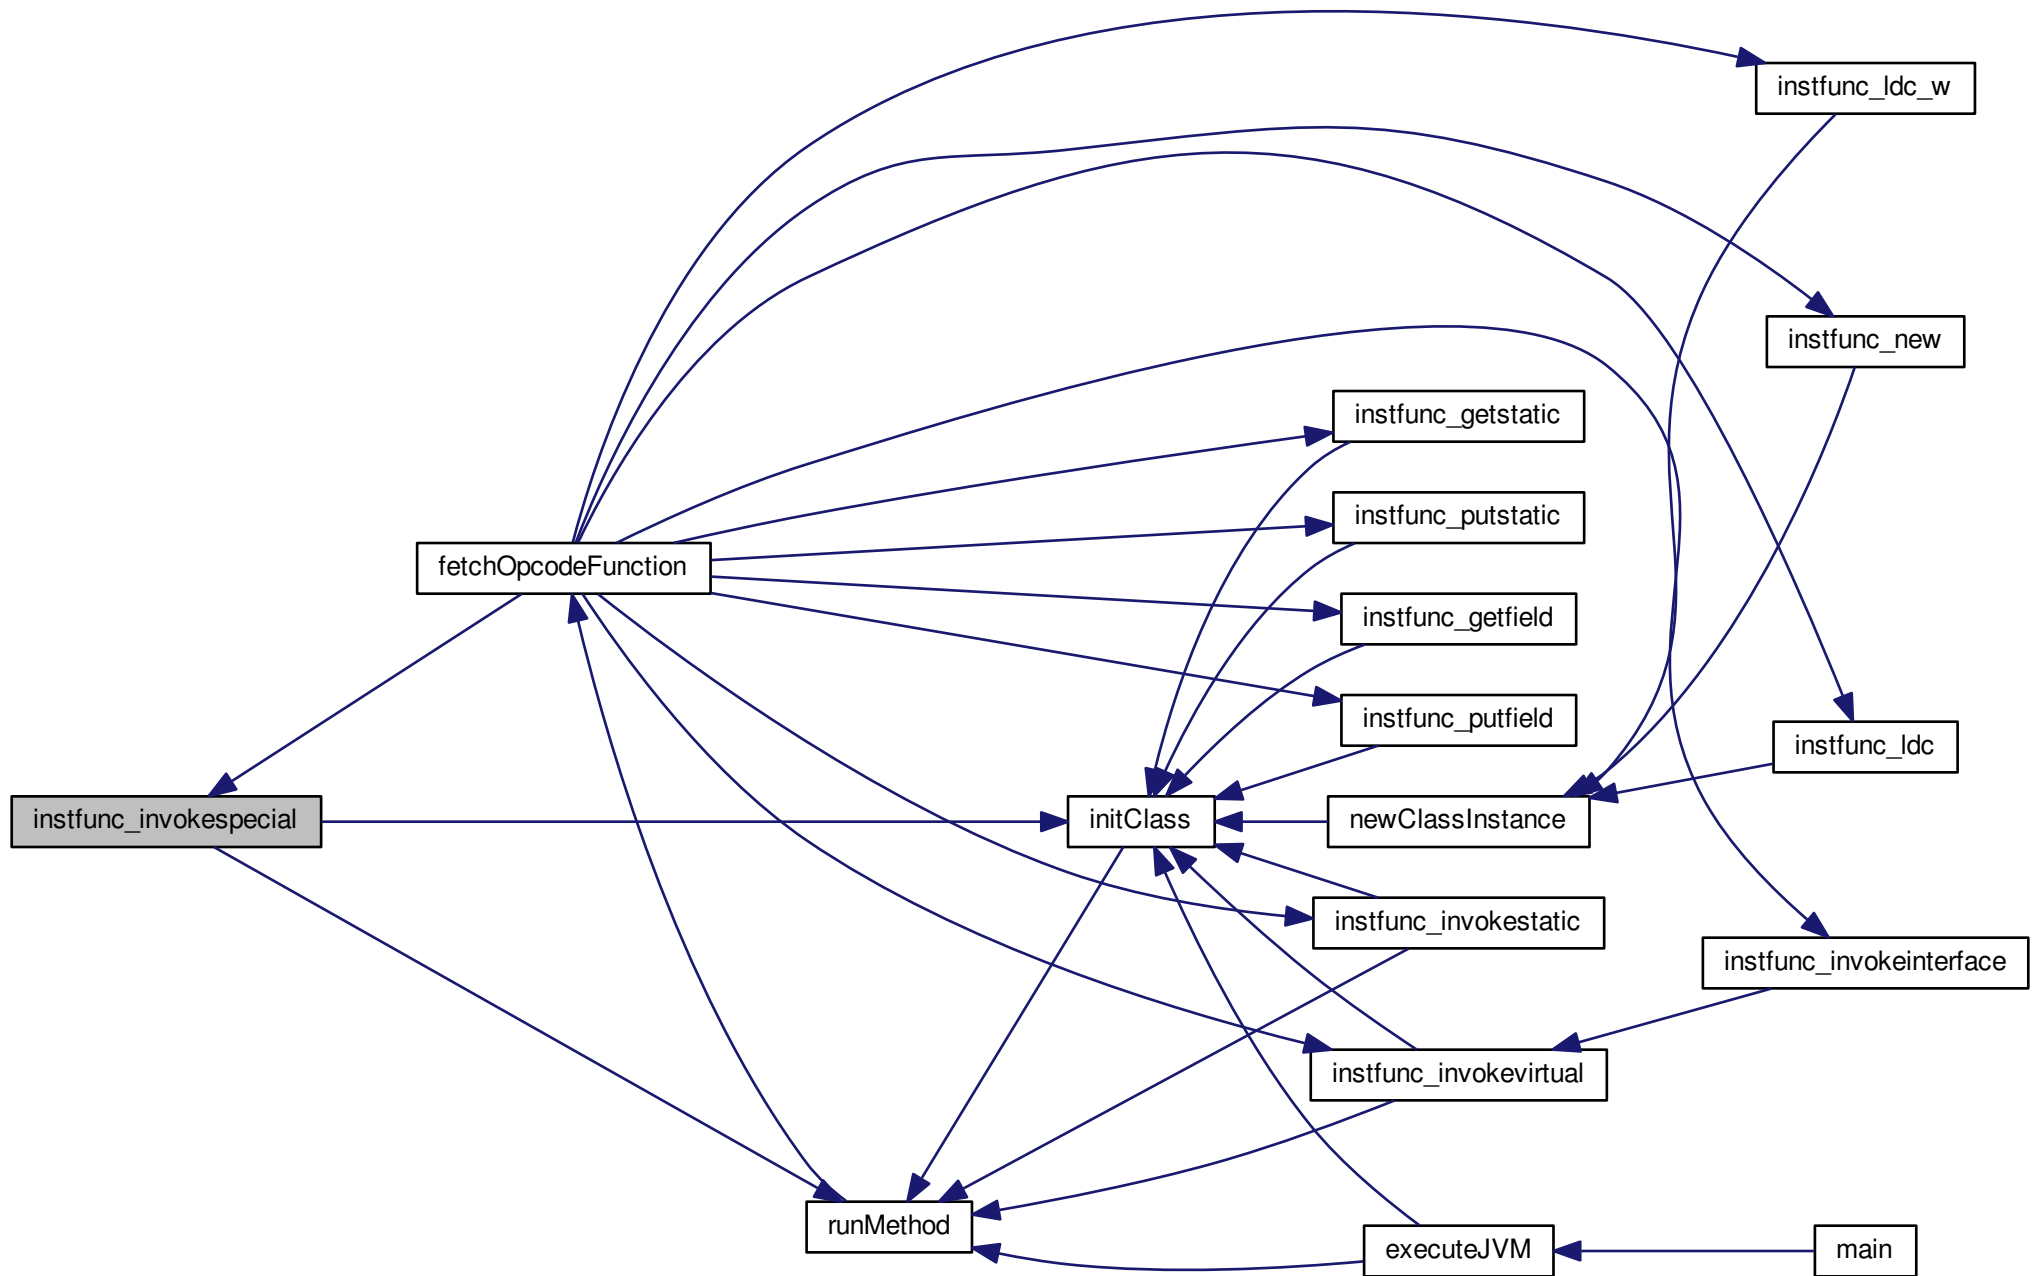 instfunc_ldc_w
instfunc_new
instfunc_getstatic
instfunc_putstatic
fetchOpcodeFunction
instfunc_getfield
instfunc_putfield
instfunc_ldc
instfunc_invokespecial
initClass
newClassInstance
instfunc_invokestatic
instfunc_invokeinterface
instfunc_invokevirtual
runMethod
executeJVM
main